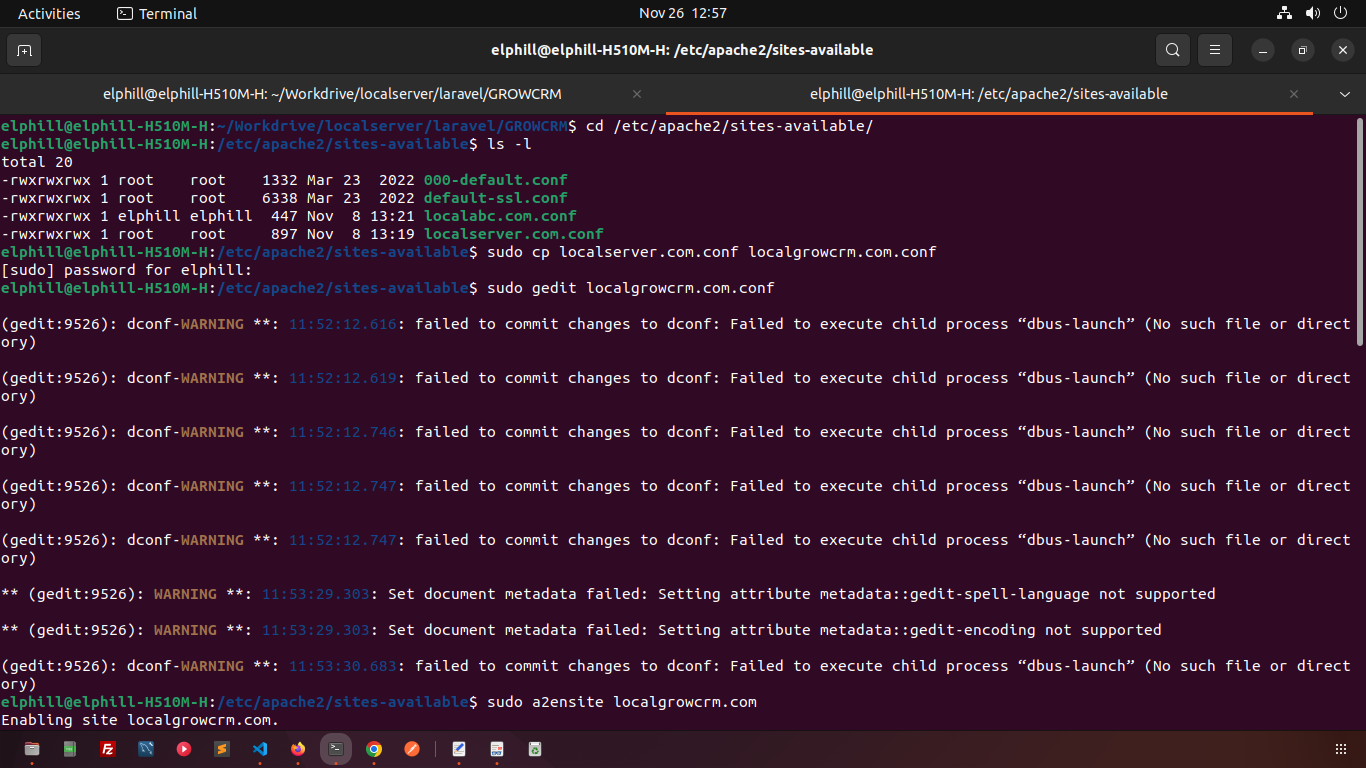 Activities
Terminal
Nov 26 12:57
elphill@elphill-H510M-H: /etc/apache2/sites-available
elphill@elphill-H510M-H: ~/Workdrive/localserver/laravel/GROWCRM
elphill@elphill-H510M-H: /etc/apache2/sites-available
elphill@elphill-H510M-H:~/Workdrive/localserver/laravel/GROWCRM$ cd /etc/apache2/sites-available/
elphill@elphill-H510M-H:/etc/apache2/sites-available$ ls -l
total 20
-rwxrwxrwx 1 root    root    1332 Mar 23  2022 000-default.conf
-rwxrwxrwx 1 root    root    6338 Mar 23  2022 default-ssl.conf
-rwxrwxrwx 1 elphill elphill  447 Nov  8 13:21 localabc.com.conf
-rwxrwxrwx 1 root    root     897 Nov  8 13:19 localserver.com.conf
elphill@elphill-H510M-H:/etc/apache2/sites-available$ sudo cp localserver.com.conf localgrowcrm.com.conf
[sudo] password for elphill:
elphill@elphill-H510M-H:/etc/apache2/sites-available$ sudo gedit localgrowcrm.com.conf
(gedit:9526): dconf-WARNING **: 11:52:12.616: failed to commit changes to dconf: Failed to execute child process “dbus-launch” (No such file or direct
ory)
(gedit:9526): dconf-WARNING **: 11:52:12.619: failed to commit changes to dconf: Failed to execute child process “dbus-launch” (No such file or direct
ory)
(gedit:9526): dconf-WARNING **: 11:52:12.746: failed to commit changes to dconf: Failed to execute child process “dbus-launch” (No such file or direct
ory)
(gedit:9526): dconf-WARNING **: 11:52:12.747: failed to commit changes to dconf: Failed to execute child process “dbus-launch” (No such file or direct
ory)
(gedit:9526): dconf-WARNING **: 11:52:12.747: failed to commit changes to dconf: Failed to execute child process “dbus-launch” (No such file or direct
ory)
** (gedit:9526): WARNING **: 11:53:29.303: Set document metadata failed: Setting attribute metadata::gedit-spell-language not supported
** (gedit:9526): WARNING **: 11:53:29.303: Set document metadata failed: Setting attribute metadata::gedit-encoding not supported
(gedit:9526): dconf-WARNING **: 11:53:30.683: failed to commit changes to dconf: Failed to execute child process “dbus-launch” (No such file or direct
ory)
elphill@elphill-H510M-H:/etc/apache2/sites-available$ sudo a2ensite localgrowcrm.com
Enabling site localgrowcrm.com.